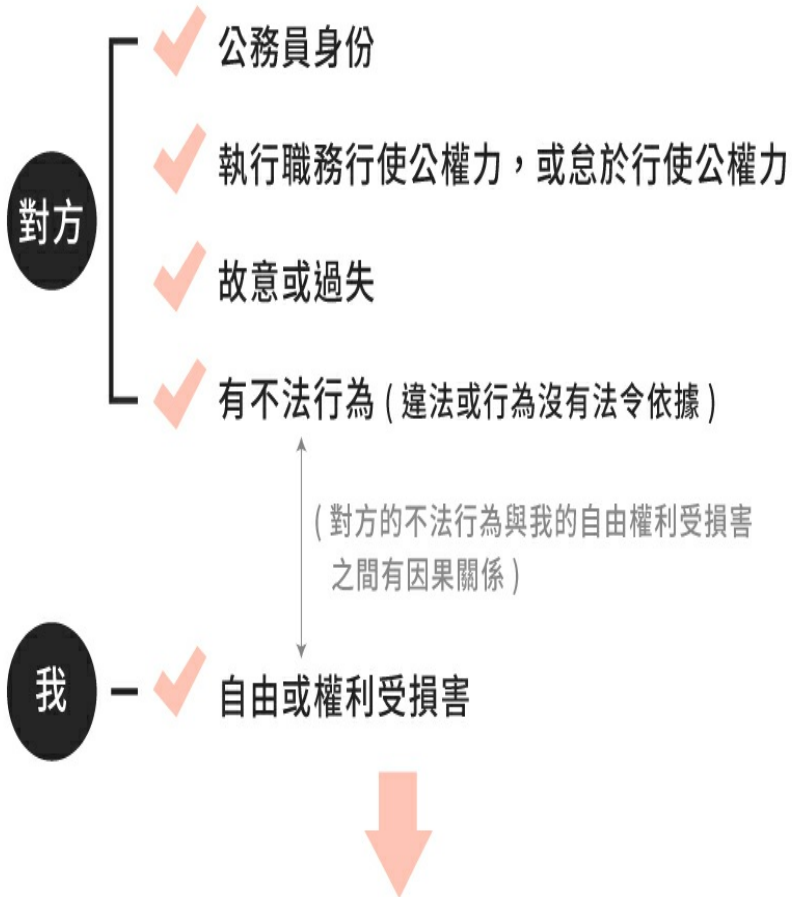 公務員身份
執行職務行使公權力，或怠於行使公權力
對方
故意或過失
有不法行為 ( 違法或行為沒有法令依據 )
( 對方的不法行為與我的自由權利受損害
之間有因果關係 )
我
自由或權利受損害